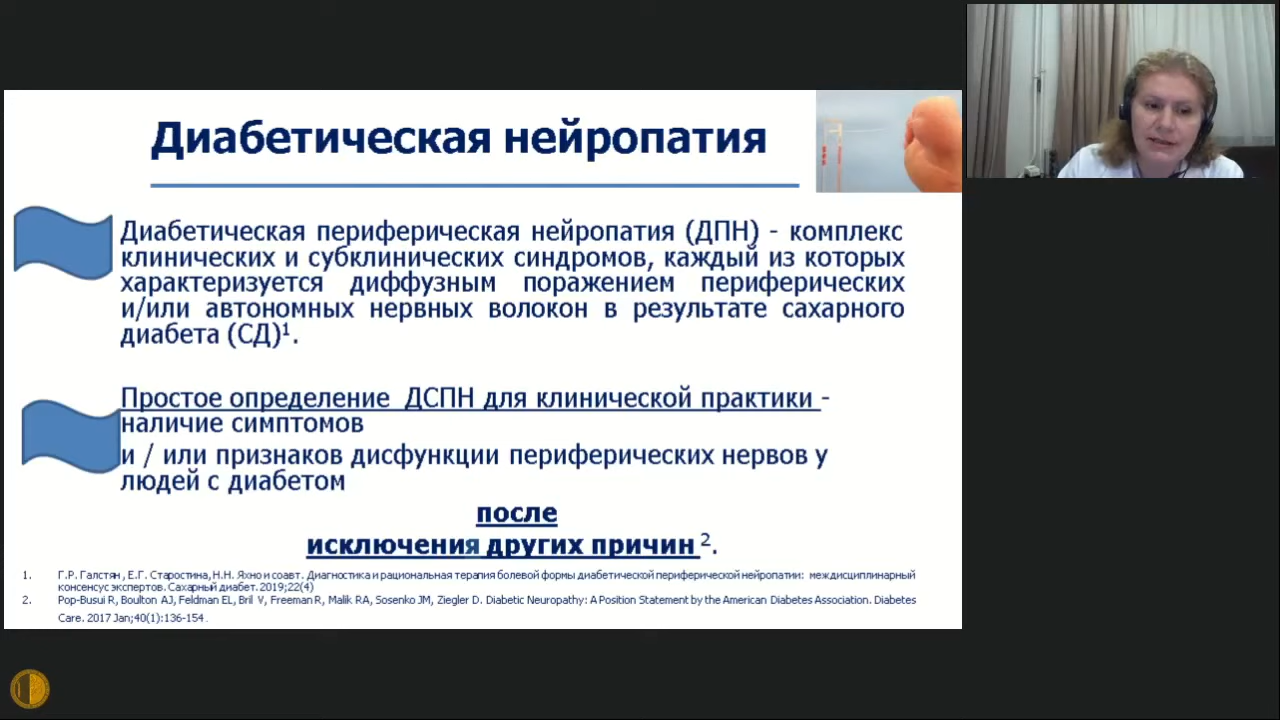 Диабетическая нейропатия
Диабетическая периферическая нейропатия (ДПН) - комплекс
клинических и субклинических синдромов, каждый из которых
характеризуется диффузным поражением периферических
и/или автономных нервных волокон в результате сахарного
диабета (СД)¹.
Простое определение ДСПН для клинической практики -
наличие симптомов
и / или признаков дисфункции периферических нервов у
людей с диабетом
после
исключения других причин ².
1. Г.Р. Галстян , Е.Г. Старостина, Н.Н. Яхно и соавт. Диагностика и рациональная терапия болевой формы диабетической периферической нейропатии: междисциплинарный
консенсус экспертов. Сахарный диабет. 2019;22(4)
2. Pop-Busui R, Boulton AJ, Feldman EL, Bril V, Freeman R, Malik RA, Sosenko JM, Ziegler D. Diabetic Neuropathy: A Position Statement by the American Diabetes Association. Diabetes
Care. 2017 Jan;40(1):136-154 .